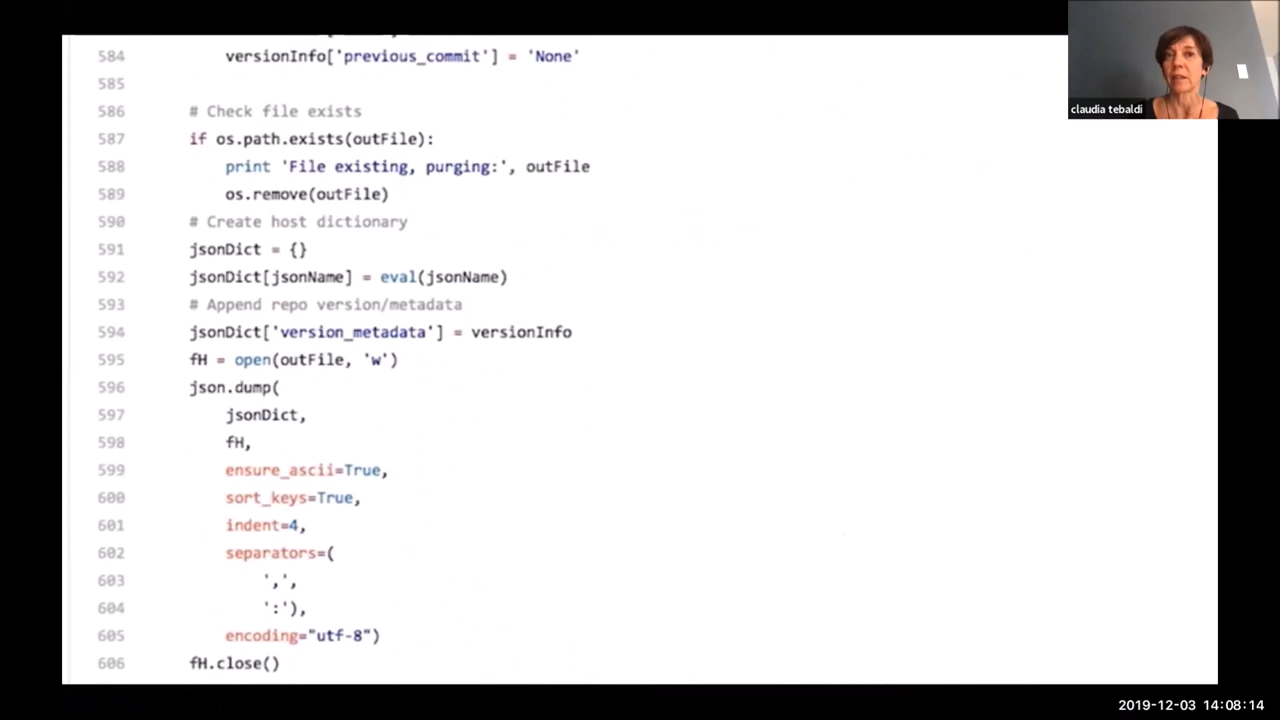 584 versionInfo['previous_commit'] = 'None'
585
586 # Check file exists
587 if os.path.exists(outFile):
588 print 'File existing, purging:', outFile
589 os.remove(outFile)
590 # Create host dictionary
591 jsonDict = {}
592 jsonDict[jsonName] = eval(jsonName)
593 # Append repo version/metadata
594 jsonDict['version_metadata'] = versionInfo
595 fH = open(outFile, 'w')
596 json.dump(
597 jsonDict,
598 fH,
599 ensure_ascii=True,
600 sort_keys=True,
601 indent=4,
602 separators=(
603 ',',
604 ':'),
605 encoding="utf-8")
606 fH.close()
claudia tebaldi
2019-12-03 14:08:14